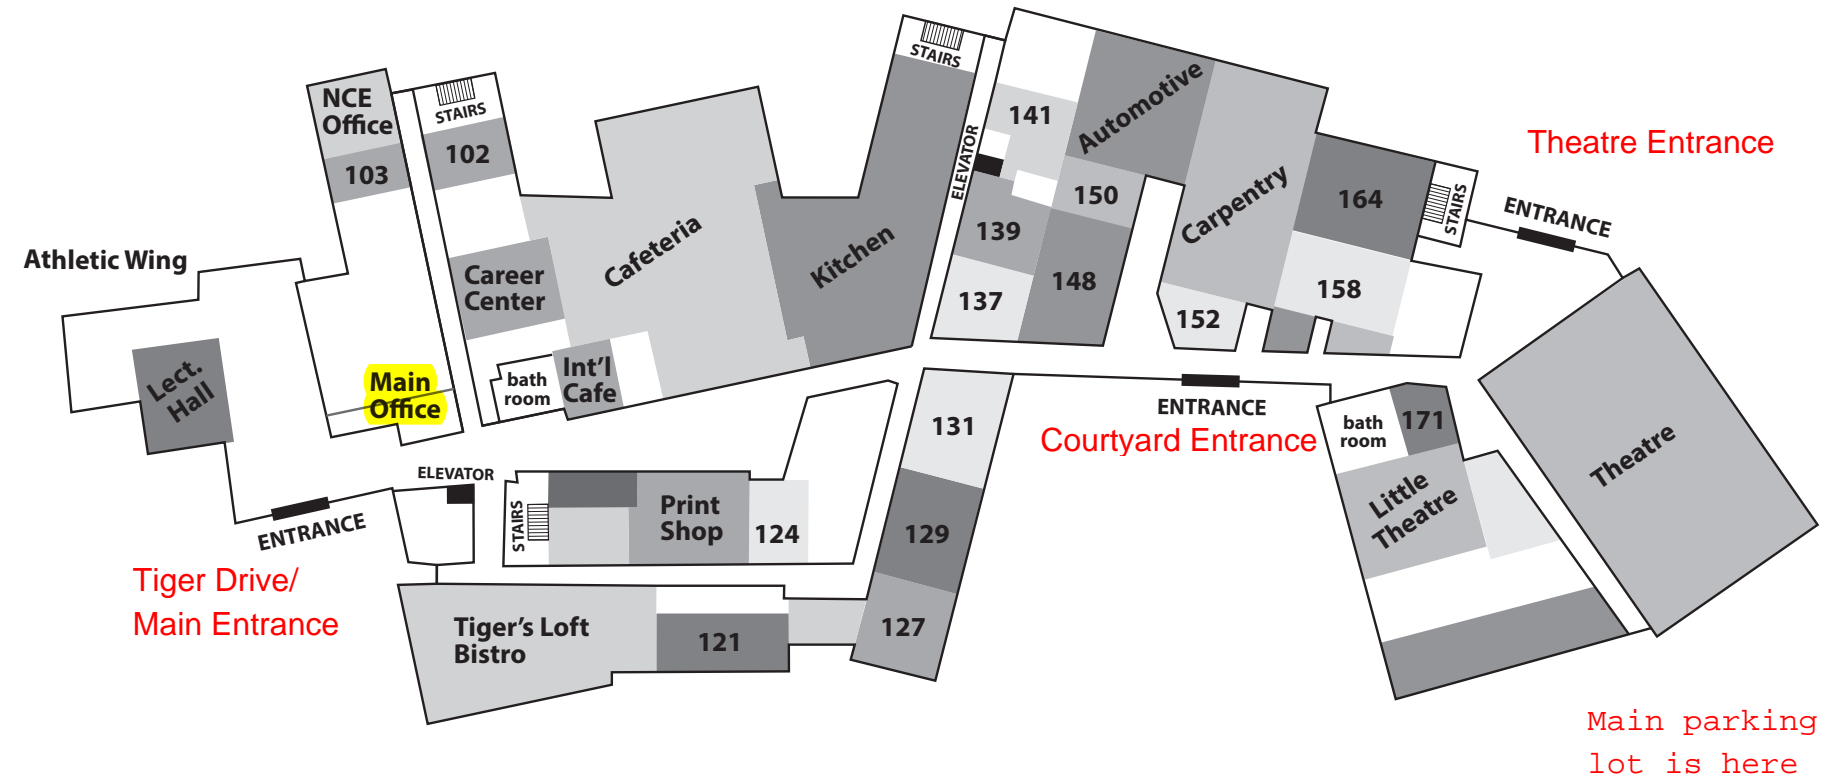 NCE
Office
103
STAIRS
102
Athletic Wing
Lect.
Hall
Main
Office
Career
Center
Cafeteria
Kitchen
bath
room
Int'l
Cafe
STAIRS
ELEVATOR
141
Automotive
150
139
137
148
Carpentry
152
164
158
STAIRS
ENTRANCE
Theatre Entrance
ENTRANCE
Courtyard Entrance
131
129
127
bath
room
171
Little
Theatre
Theatre
ELEVATOR
STAIRS
Print
Shop
124
ENTRANCE
Tiger Drive/
Main Entrance
Tiger's Loft
Bistro
121
Main parking
lot is here